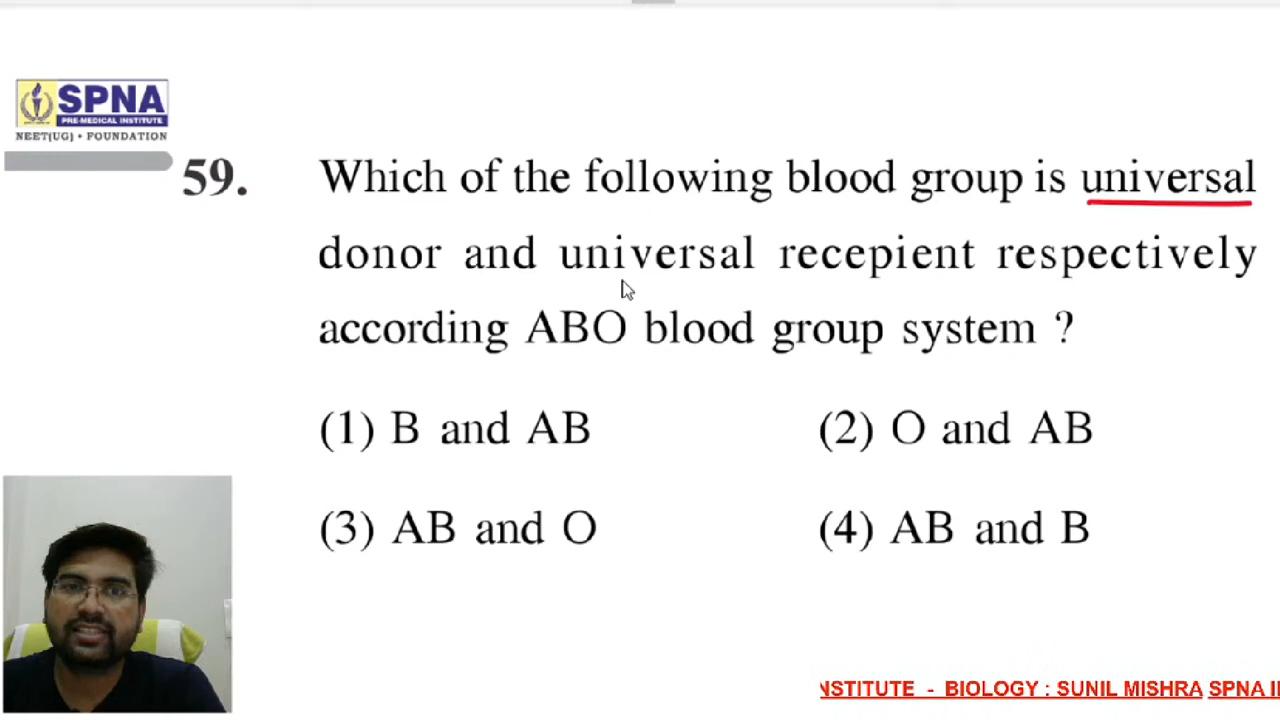 SPNA
PRE-MEDICAL INSTITUTE
NEET(UG) • FOUNDATION
59. Which of the following blood group is universal
donor and universal recepient respectively
according ABO blood group system ?
(1) B and AB (2) O and AB
(3) AB and O (4) AB and B
NSTITUTE - BIOLOGY : SUNIL MISHRA SPNA I